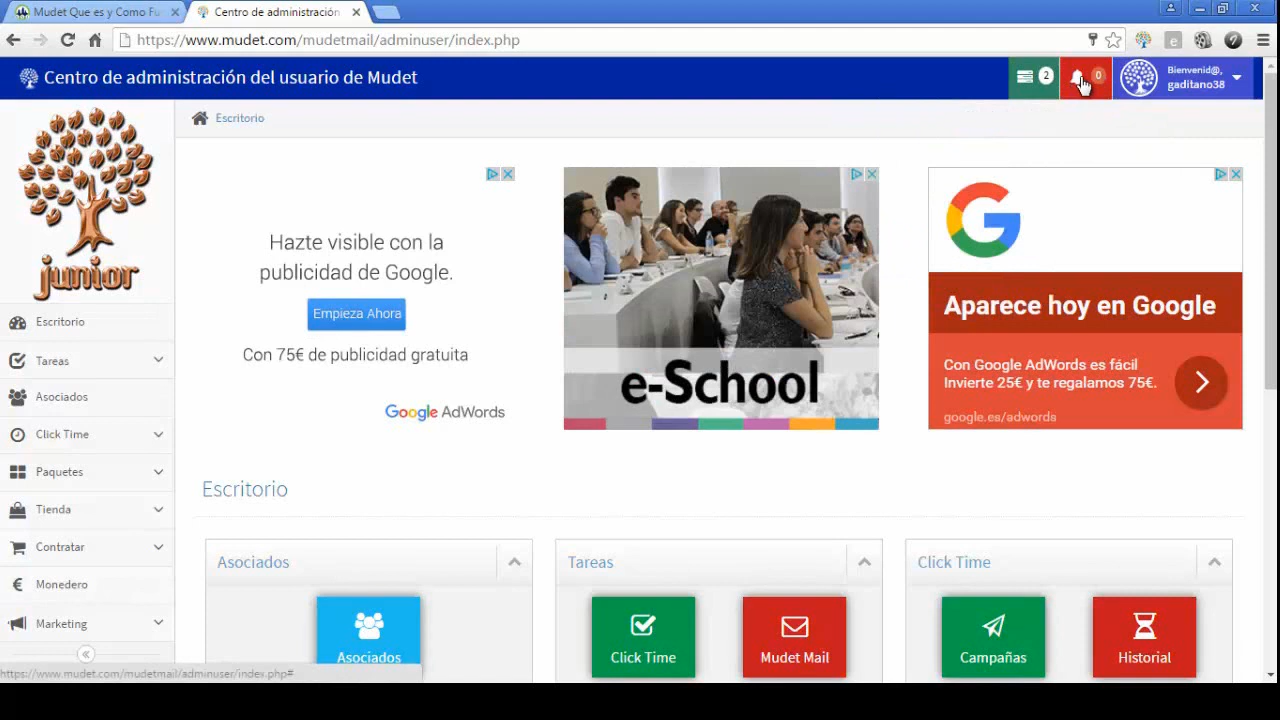 Mudet Que es y Como Fu
Centro de administración
https://www.mudet.com/mudetmail/adminuser/index.php
Centro de administración del usuario de Mudet
2
0
Bienvenid@,
gaditano38
junior
Escritorio
Hazte visible con la
publicidad de Google.
Empieza Ahora
Con 75€ de publicidad gratuita
Google AdWords
e-School
G
Aparece hoy en Google
Con Google AdWords es fácil
Invierte 25€ y te regalamos 75€.
google.es/adwords
Escritorio
Tareas
Asociados
Click Time
Paquetes
Tienda
Contratar
€ Monedero
Marketing
Escritorio
Asociados
Tareas
Click Time
Asociados
Click Time
Mudet Mail
Campañas
Historial
https://www.mudet.com/mudetmail/adminuser/index.php#